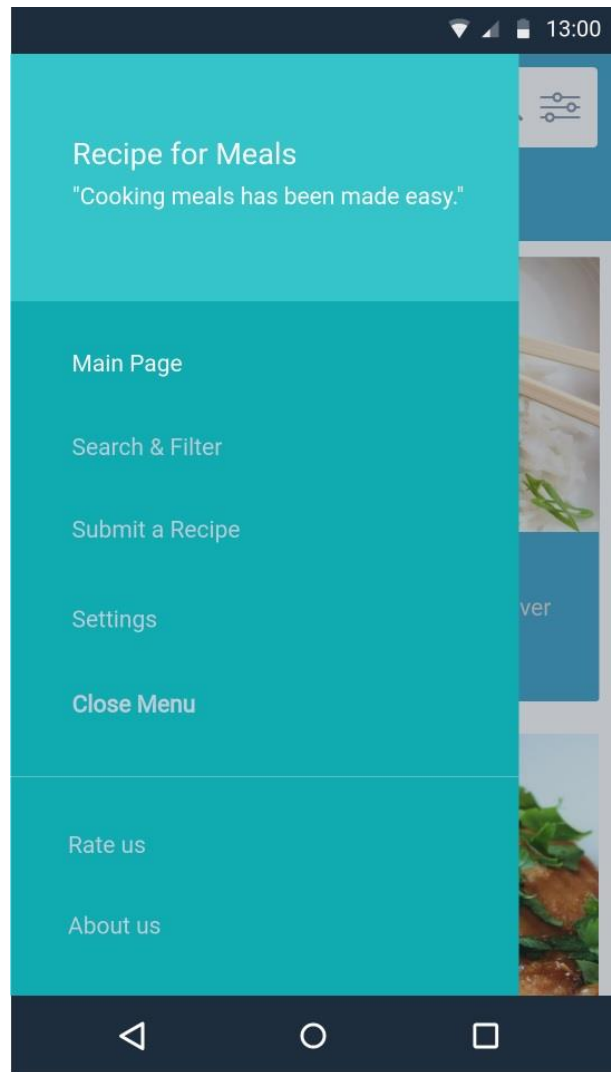 13:00
Recipe for Meals
"Cooking meals has been made easy."
Main Page
Search & Filter
Submit a Recipe
Settings
ver
Close Menu
Rate us
About us